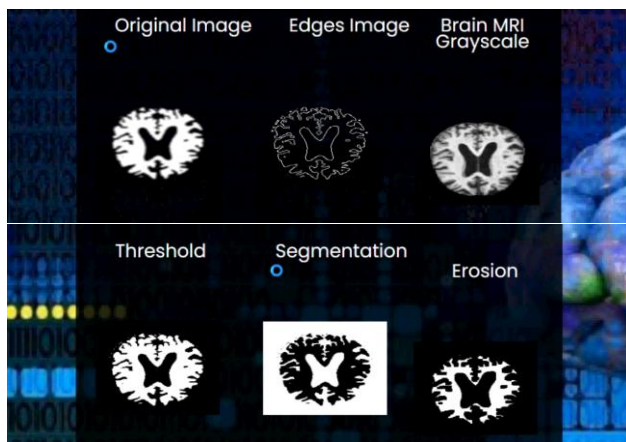 Original Image
Edges Image
Brain MRI
Grayscale
Threshold
Segmentation
Erosion